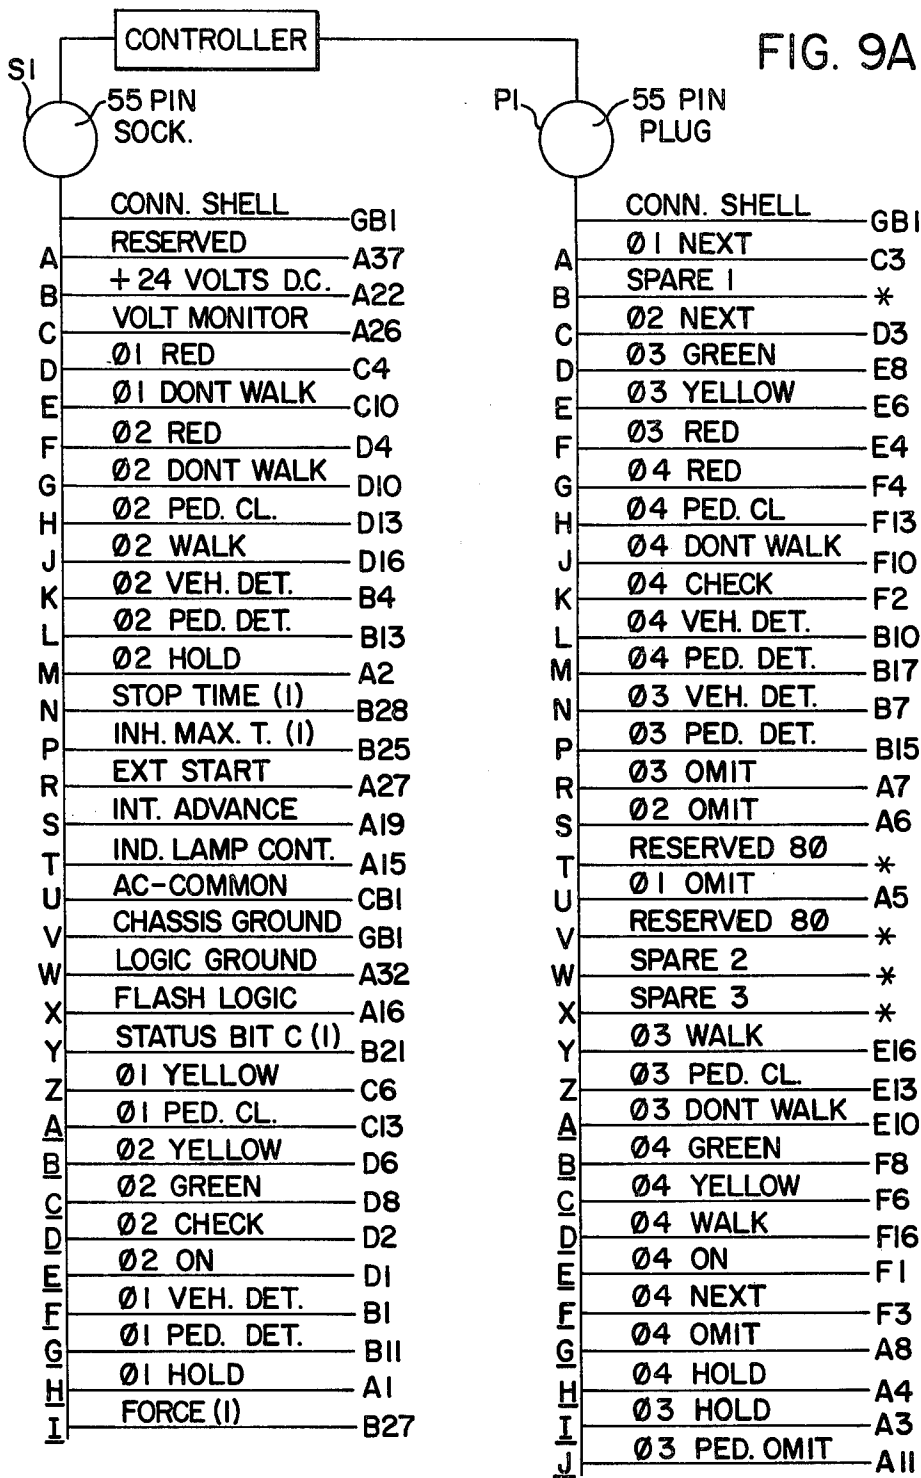 FIG. 9A
CONTROLLER
S1
55 PIN
SOCK.
CONN. SHELL GB1
A RESERVED A37
B +24 VOLTS D.C. A22
C VOLT MONITOR A26
D Ø1 RED C4
E Ø1 DONT WALK C10
F Ø2 RED D4
G Ø2 DONT WALK D10
H Ø2 PED. CL. D13
J Ø2 WALK D16
K Ø2 VEH. DET. B4
L Ø2 PED. DET. B13
M Ø2 HOLD A2
N STOP TIME (1) B28
P INH. MAX. T. (1) B25
R EXT START A27
S INT. ADVANCE A19
T IND. LAMP CONT. A15
U AC-COMMON CB1
V CHASSIS GROUND GB1
W LOGIC GROUND A32
X FLASH LOGIC A16
Y STATUS BIT C (1) B21
Z Ø1 YELLOW C6
A Ø1 PED. CL. C13
B Ø2 YELLOW D6
C Ø2 GREEN D8
D Ø2 CHECK D2
E Ø2 ON D1
F Ø1 VEH. DET. B1
G Ø1 PED. DET. B11
H Ø1 HOLD A1
I FORCE (1) B27
P1
55 PIN
PLUG
CONN. SHELL GB1
A Ø1 NEXT C3
B SPARE 1 *
C Ø2 NEXT D3
D Ø3 GREEN E8
E Ø3 YELLOW E6
F Ø3 RED E4
G Ø4 RED F4
H Ø4 PED. CL F13
J Ø4 DONT WALK F10
K Ø4 CHECK F2
L Ø4 VEH. DET. B10
M Ø4 PED. DET. B17
N Ø3 VEH. DET. B7
P Ø3 PED. DET. B15
R Ø3 OMIT A7
S Ø2 OMIT A6
T RESERVED 8Ø *
U Ø1 OMIT A5
V RESERVED 8Ø *
W SPARE 2 *
X SPARE 3 *
Y Ø3 WALK E16
Z Ø3 PED. CL. E13
A Ø3 DONT WALK E10
B Ø4 GREEN F8
C Ø4 YELLOW F6
D Ø4 WALK F16
E Ø4 ON F1
F Ø4 NEXT F3
G Ø4 OMIT A8
H Ø4 HOLD A4
I Ø3 HOLD A3
J Ø3 PED. OMIT A11